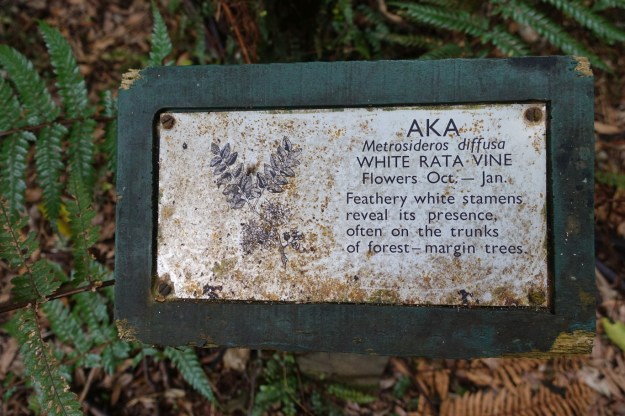 AKA
Metrosideros diffusa
WHITE RATA VINE
Flowers Oct. — Jan.
Feathery white stamens
reveal its presence,
often on the trunks
of forest – margin trees.